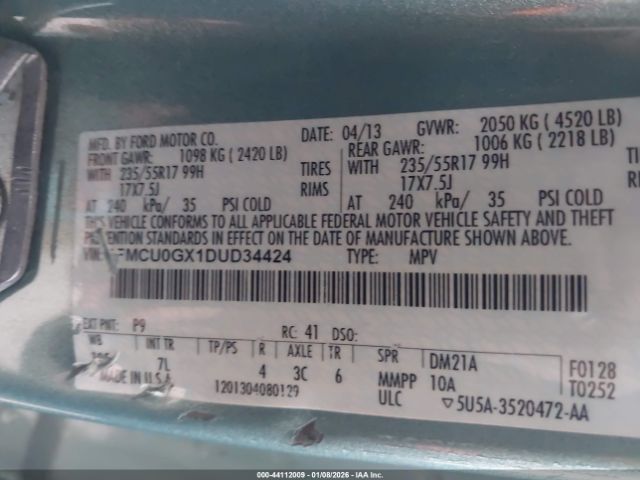 MFD. BY FORD MOTOR CO.
DATE: 04/13 GVWR: 2050 KG ( 4520 LB)
FRONT GAWR: 1098 KG ( 2420 LB) REAR GAWR: 1006 KG ( 2218 LB)
WITH 235/55R17 99H TIRES WITH 235/55R17 99H TIRES
17X7.5J RIMS 17X7.5J RIMS
AT 240 kPa/ 35 PSI COLD AT 240 kPa/ 35 PSI COLD
THIS VEHICLE CONFORMS TO ALL APPLICABLE FEDERAL MOTOR VEHICLE SAFETY AND THEFT
PREVENTION STANDARDS IN EFFECT ON THE DATE OF MANUFACTURE SHOWN ABOVE.
FMCU0GX1DUD34424 TYPE: MPV
EXT PNT: P9 RC: 41 DSO:
WB INT TR TP/PS R AXLE TR SPR DM21A F0128
7L 4 3C 6 MMPP 10A T0252
MADE IN U.S.A 1201304080129 ULC ▽5U5A-3520472-AA
000-44112009 - 01/08/2026 - IAA Inc.